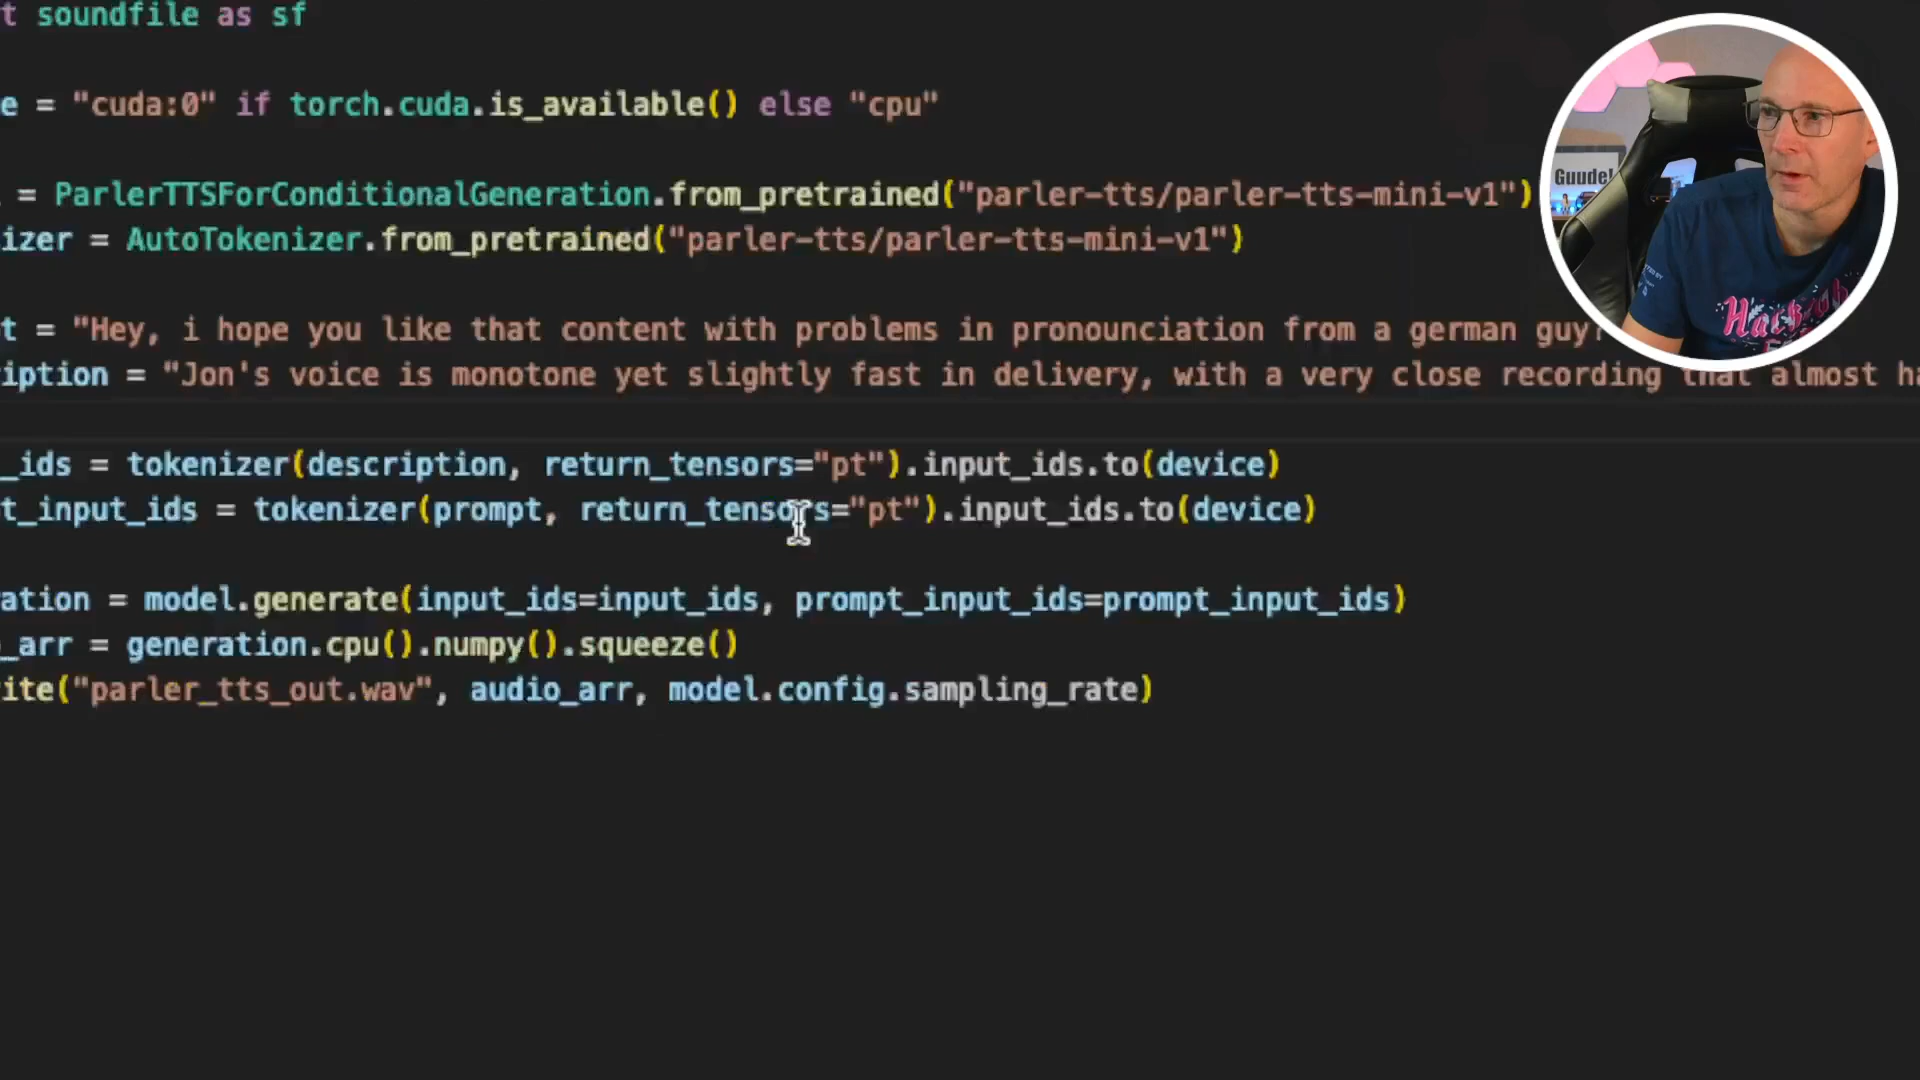 t soundfile as sf
e = "cuda:0" if torch.cuda.is_available() else "cpu"
= ParlerTTSForConditionalGeneration.from_pretrained("parler-tts/parler-tts-mini-v1")
izer = AutoTokenizer.from_pretrained("parler-tts/parler-tts-mini-v1")
t = "Hey, i hope you like that content with problems in pronounciation from a german guy
iption = "Jon's voice is monotone yet slightly fast in delivery, with a very close recording that almost ha
_ids = tokenizer(description, return_tensors="pt").input_ids.to(device)
t_input_ids = tokenizer(prompt, return_tensors="pt").input_ids.to(device)
ation = model.generate(input_ids=input_ids, prompt_input_ids=prompt_input_ids)
_arr = generation.cpu().numpy().squeeze()
ite("parler_tts_out.wav", audio_arr, model.config.sampling_rate)
Guude!